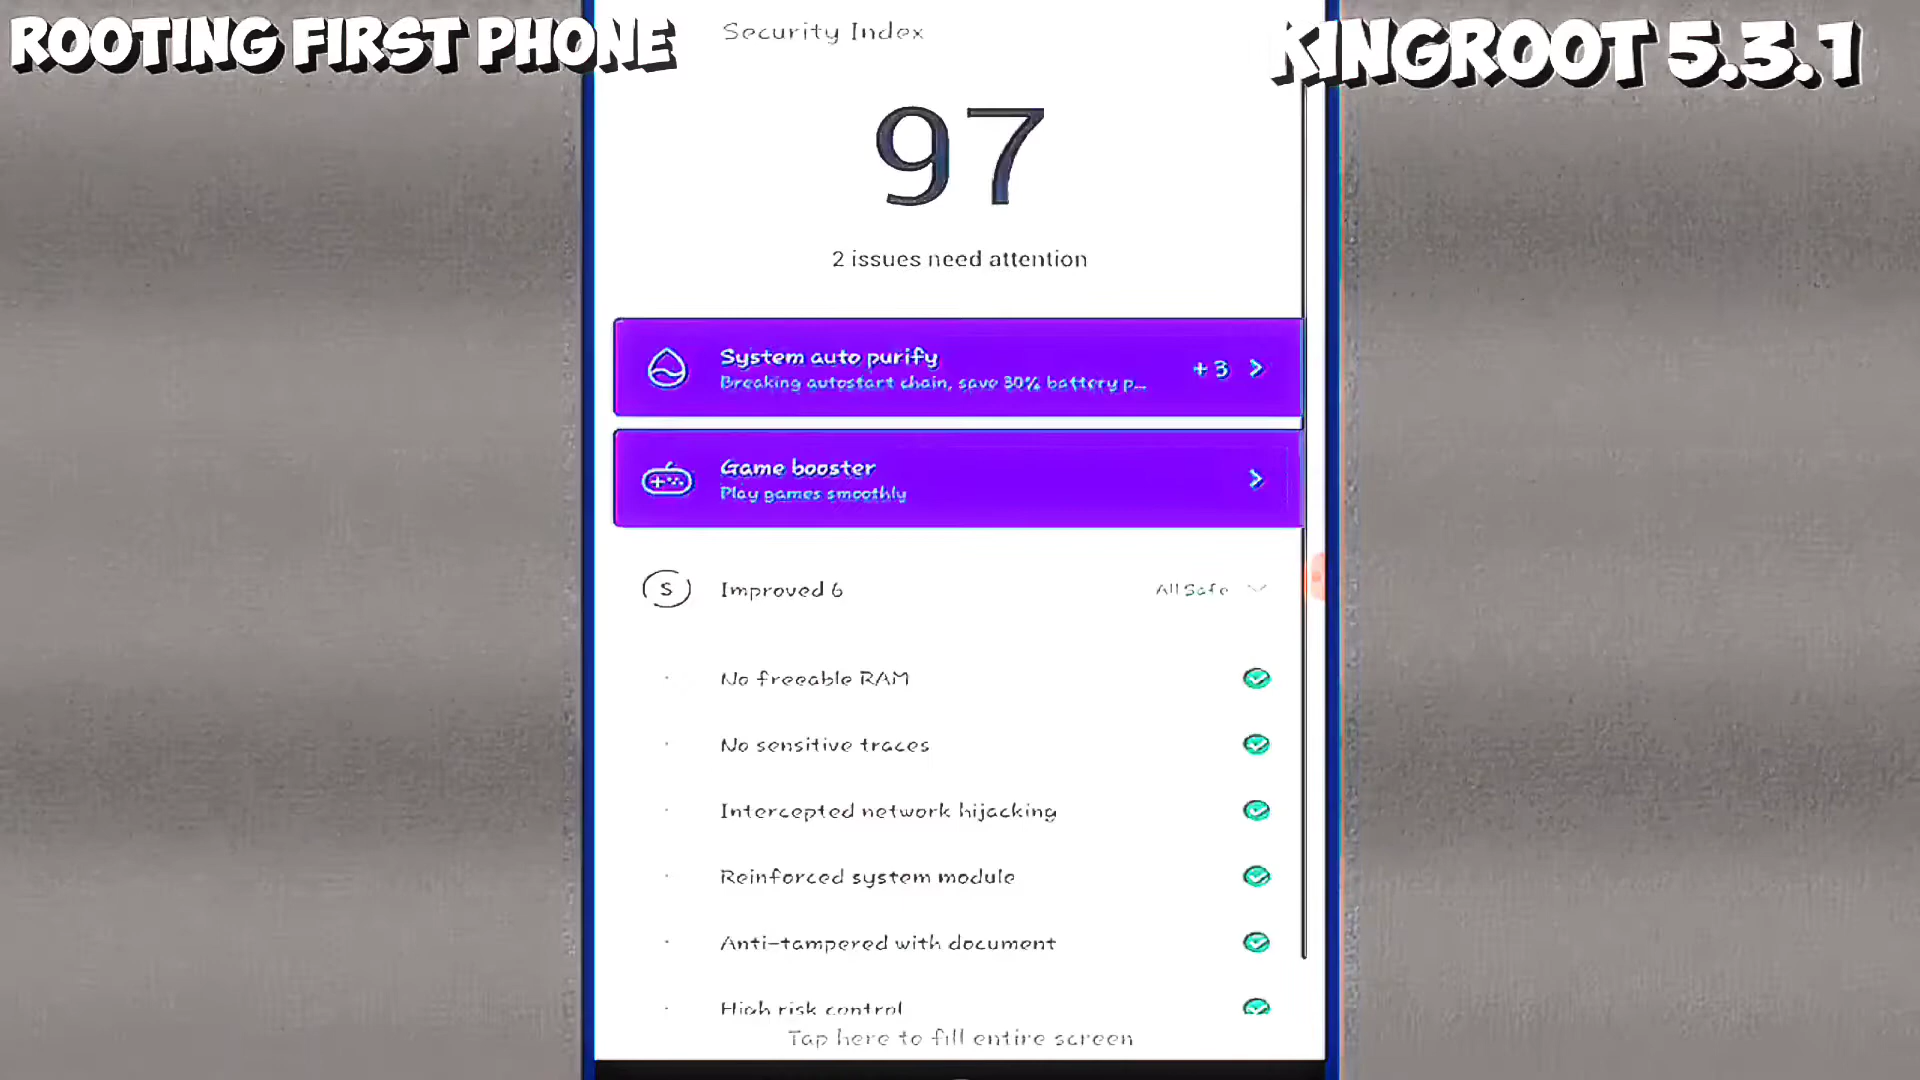 ROOTING FIRST PHONE
KINGROOT 5.3.1
Security Index
97
2 issues need attention
System auto purify
Breaking autostart chain, save 30% battery p...
+3
Game booster
Play games smoothly
S
Improved 6
All Safe
No freeable RAM
No sensitive traces
Intercepted network hijacking
Reinforced system module
Anti-tampered with document
High risk control
Tap here to fill entire screen